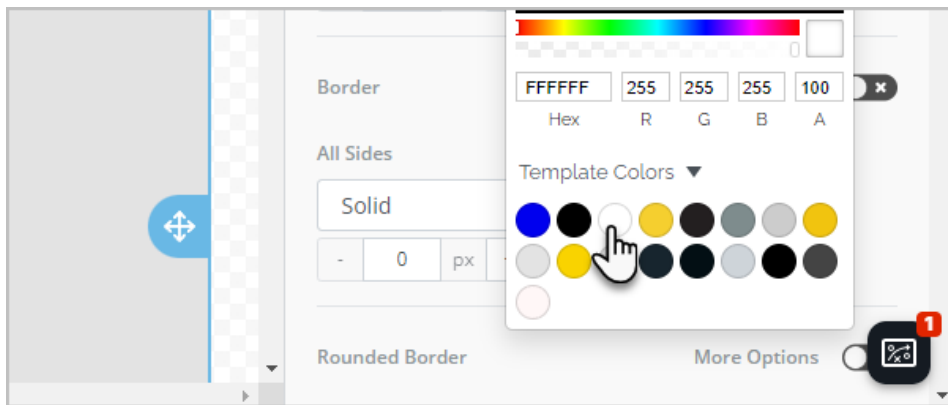 Border
FFFFFF 255 255 255 100
Hex R G B A
All Sides
Template Colors
Solid
- 0 px
Rounded Border
More Options
1